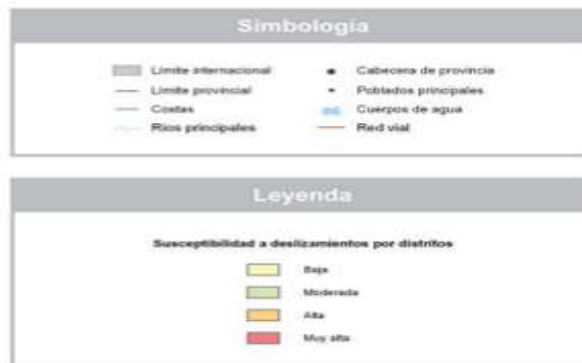 Simbología
Límite internacional
Límite provincial
Costas
Ríos principales
Cabecera de provincia
Poblados principales
Cuerpos de agua
Red vial
Leyenda
Susceptibilidad a deslizamientos por distritos
Baja
Moderada
Alta
Muy alta